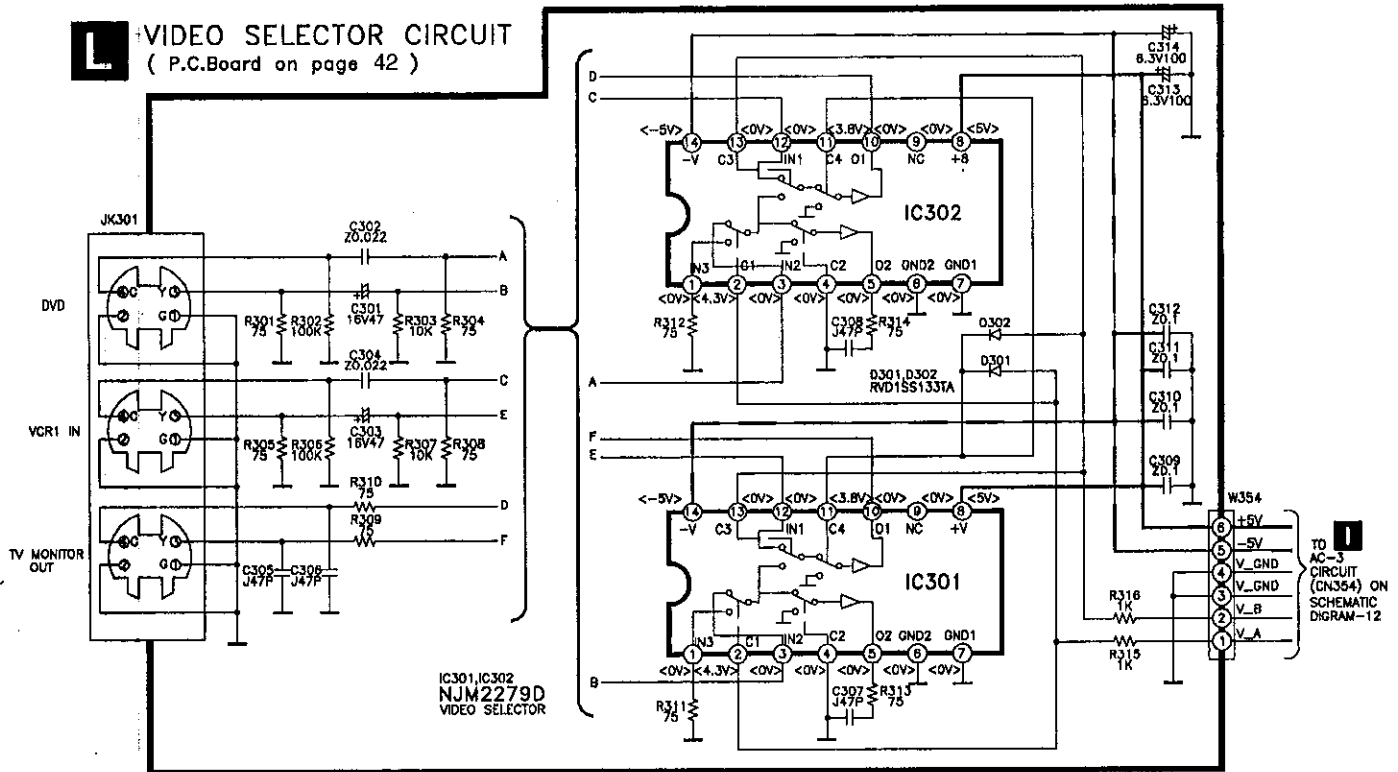 L
VIDEO SELECTOR CIRCUIT
( P.C.Board on page 42 )
C314
6.3V100
C313
6.3V100
D
C
<-5V>
<0V>
<0V>
<3.8V>
<0V>
<0V>
<5V>
14
13
12
11
10
9
8
-V
C3
IN1
C4
O1
NC
+8
IC302
IN3
C1
IN2
C2
O2
GND2
GND1
1
2
3
4
5
6
7
<0V>
<4.3V>
<0V>
<0V>
<0V>
<0V>
<0V>
R312
75
C308
J47P
R314
75
D302
D301
D301,D302
RVD1SS133TA
C312
Z0.1
C311
Z0.1
C310
Z0.1
C309
Z0.1
A
F
E
JK301
DVD
C Y
G
C302
Z0.022
C301
16V47
R301
75
R302
100K
R303
10K
R304
75
A
B
VCR1 IN
C Y
G
C304
Z0.022
C303
16V47
R305
75
R306
100K
R307
10K
R308
75
C
E
TV MONITOR
OUT
C Y
G
R310
75
R309
75
C305
J47P
C306
J47P
D
F
<-5V>
<0V>
<0V>
<3.8V>
<0V>
<0V>
<5V>
14
13
12
11
10
9
8
-V
C3
IN1
C4
O1
NC
+V
IC301
IN3
C1
IN2
C2
O2
GND2
GND1
1
2
3
4
5
6
7
<0V>
<4.3V>
<0V>
<0V>
<0V>
<0V>
<0V>
B
R311
75
C307
J47P
R313
75
IC301,IC302
NJM2279D
VIDEO SELECTOR
R316
1K
R315
1K
W354
6 +5V
5 -5V
4 V_GND
3 V_GND
2 V_B
1 V_A
TO I
AC-3
CIRCUIT
(CN354) ON
SCHEMATIC
DIGRAM-12